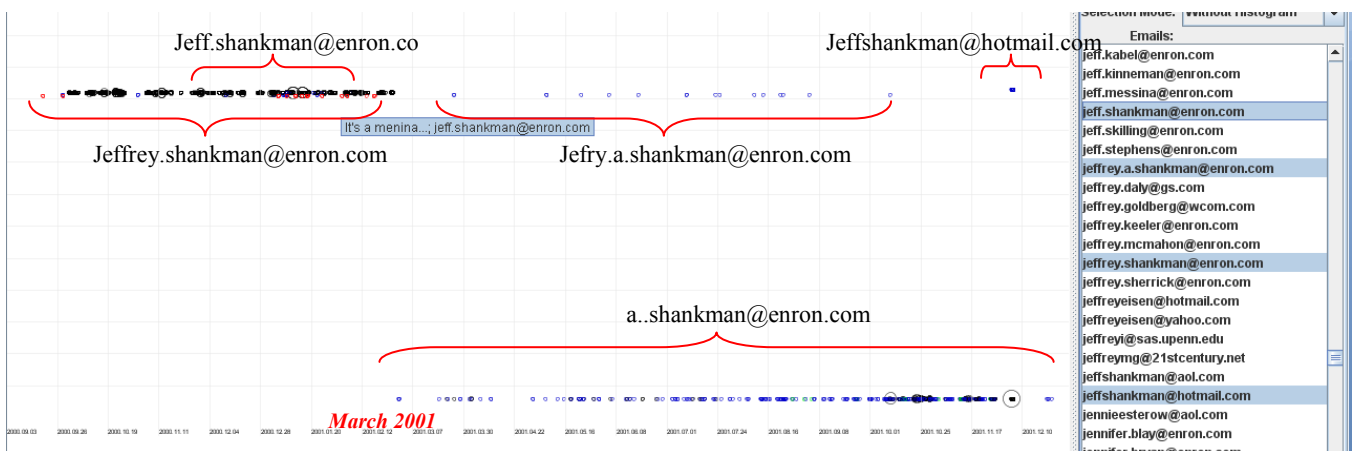 Selection Mode: Without Histogram
Emails:
Jeff.shankman@enron.co
Jeffshankman@hotmail.com
It's a menina...; jeff.shankman@enron.com
Jeffrey.shankman@enron.com
Jefry.a.shankman@enron.com
a..shankman@enron.com
March 2001
2000.09.03 2000.09.26 2000.10.19 2000.11.11 2000.12.04 2000.12.28 2001.01.20 2001.02.12 2001.03.07 2001.03.30 2001.04.22 2001.05.16 2001.06.08 2001.07.01 2001.07.24 2001.08.16 2001.09.08 2001.10.01 2001.10.25 2001.11.17 2001.12.10
jeff.kabel@enron.com
jeff.kinneman@enron.com
jeff.messina@enron.com
jeff.shankman@enron.com
jeff.skilling@enron.com
jeff.stephens@enron.com
jeffrey.a.shankman@enron.com
jeffrey.daly@gs.com
jeffrey.goldberg@wcom.com
jeffrey.keeler@enron.com
jeffrey.mcmahon@enron.com
jeffrey.shankman@enron.com
jeffrey.sherrick@enron.com
jeffreyeisen@hotmail.com
jeffreyeisen@yahoo.com
jeffreyi@sas.upenn.edu
jeffreymg@21stcentury.net
jeffshankman@aol.com
jeffshankman@hotmail.com
jennieesterow@aol.com
jennifer.blay@enron.com